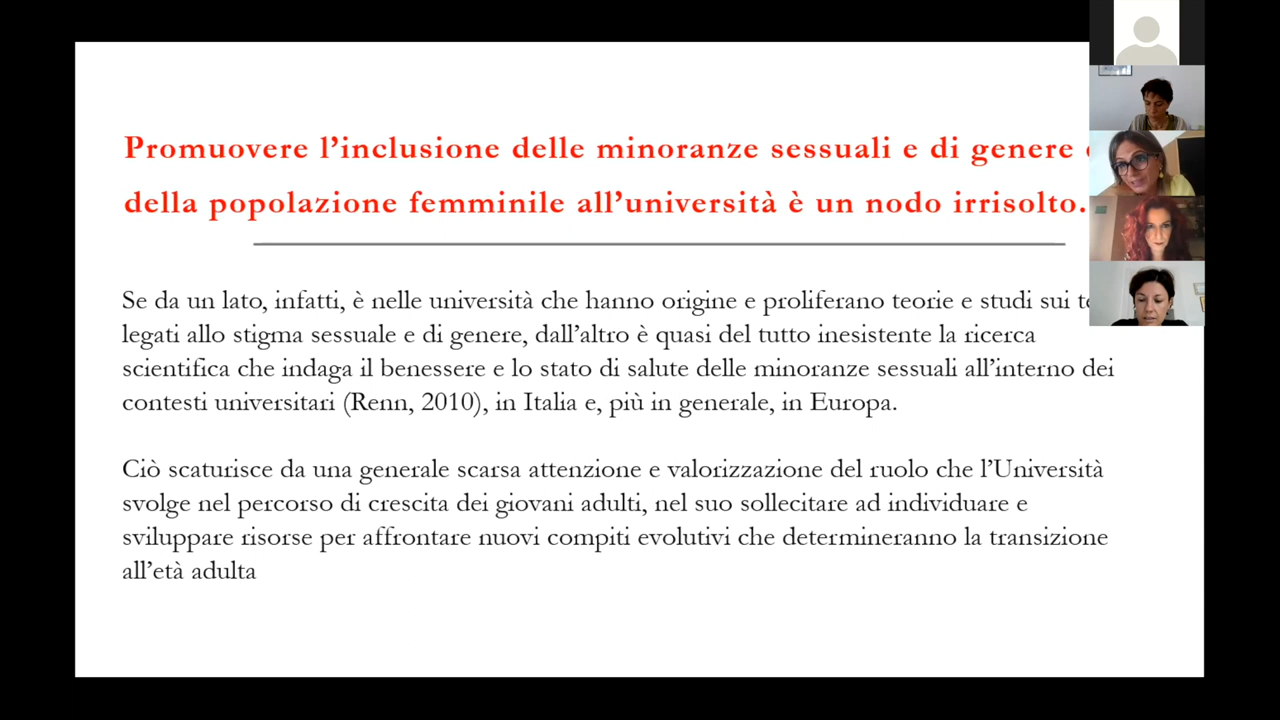 Promuovere l’inclusione delle minoranze sessuali e di genere
della popolazione femminile all’università è un nodo irrisolto.
Se da un lato, infatti, è nelle università che hanno origine e proliferano teorie e studi sui
legati allo stigma sessuale e di genere, dall’altro è quasi del tutto inesistente la ricerca
scientifica che indaga il benessere e lo stato di salute delle minoranze sessuali all’interno dei
contesti universitari (Renn, 2010), in Italia e, più in generale, in Europa.
Ciò scaturisce da una generale scarsa attenzione e valorizzazione del ruolo che l’Università
svolge nel percorso di crescita dei giovani adulti, nel suo sollecitare ad individuare e
sviluppare risorse per affrontare nuovi compiti evolutivi che determineranno la transizione
all’età adulta